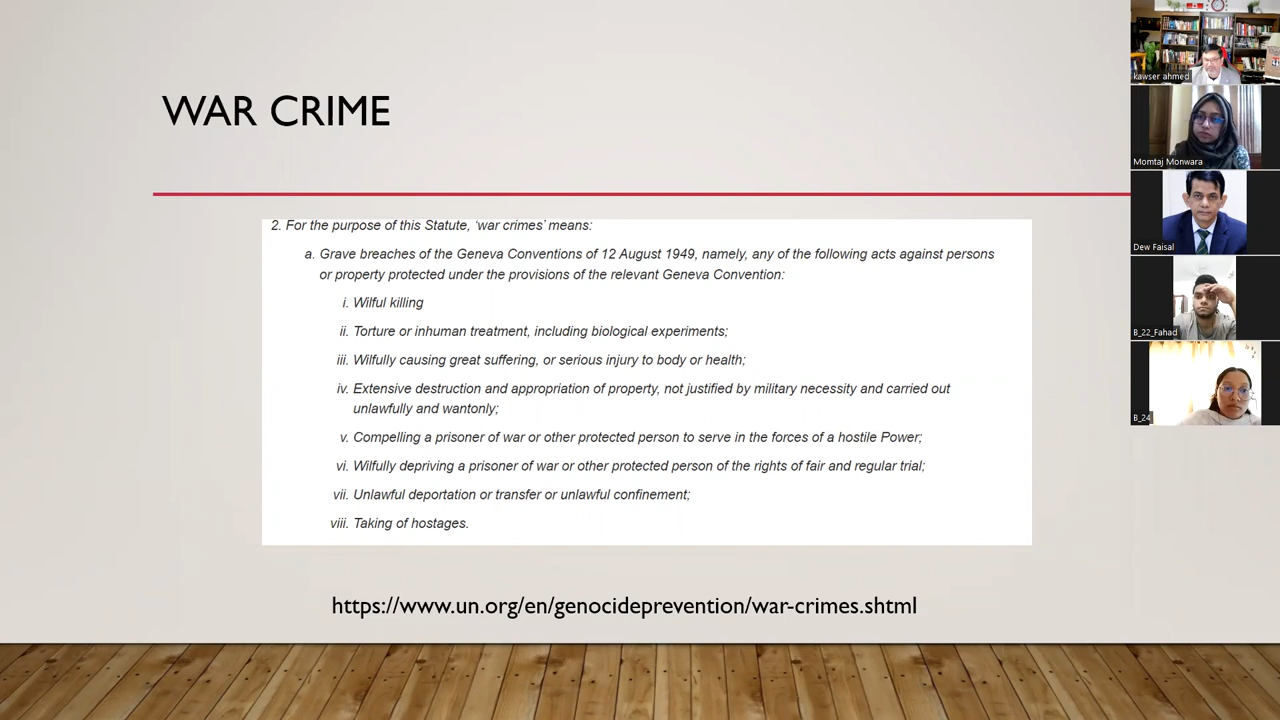 WAR CRIME
2. For the purpose of this Statute, ‘war crimes’ means:
a. Grave breaches of the Geneva Conventions of 12 August 1949, namely, any of the following acts against persons
or property protected under the provisions of the relevant Geneva Convention:
i. Wilful killing
ii. Torture or inhuman treatment, including biological experiments;
iii. Wilfully causing great suffering, or serious injury to body or health;
iv. Extensive destruction and appropriation of property, not justified by military necessity and carried out
unlawfully and wantonly;
v. Compelling a prisoner of war or other protected person to serve in the forces of a hostile Power;
vi. Wilfully depriving a prisoner of war or other protected person of the rights of fair and regular trial;
vii. Unlawful deportation or transfer or unlawful confinement;
viii. Taking of hostages.
https://www.un.org/en/genocideprevention/war-crimes.shtml
kawser ahmed
Momtaj Monwara
Dew Faisal
B_22_Fahad
B_24